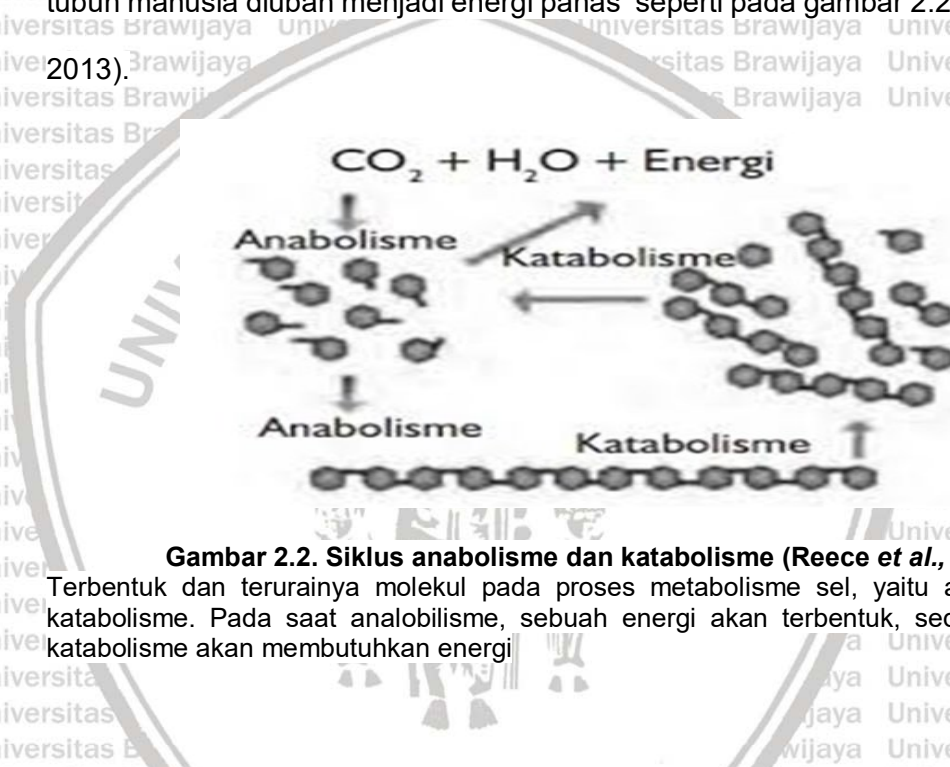 tubuh manusia diubah menjadi energi panas seperti pada gambar 2.2
2013).
CO₂ + H₂O + Energi
Anabolisme
Katabolisme
Anabolisme
Katabolisme
Gambar 2.2. Siklus anabolisme dan katabolisme (Reece et al.,
Terbentuk dan terurainya molekul pada proses metabolisme sel, yaitu
katabolisme. Pada saat analobilisme, sebuah energi akan terbentuk,
katabolisme akan membutuhkan energi